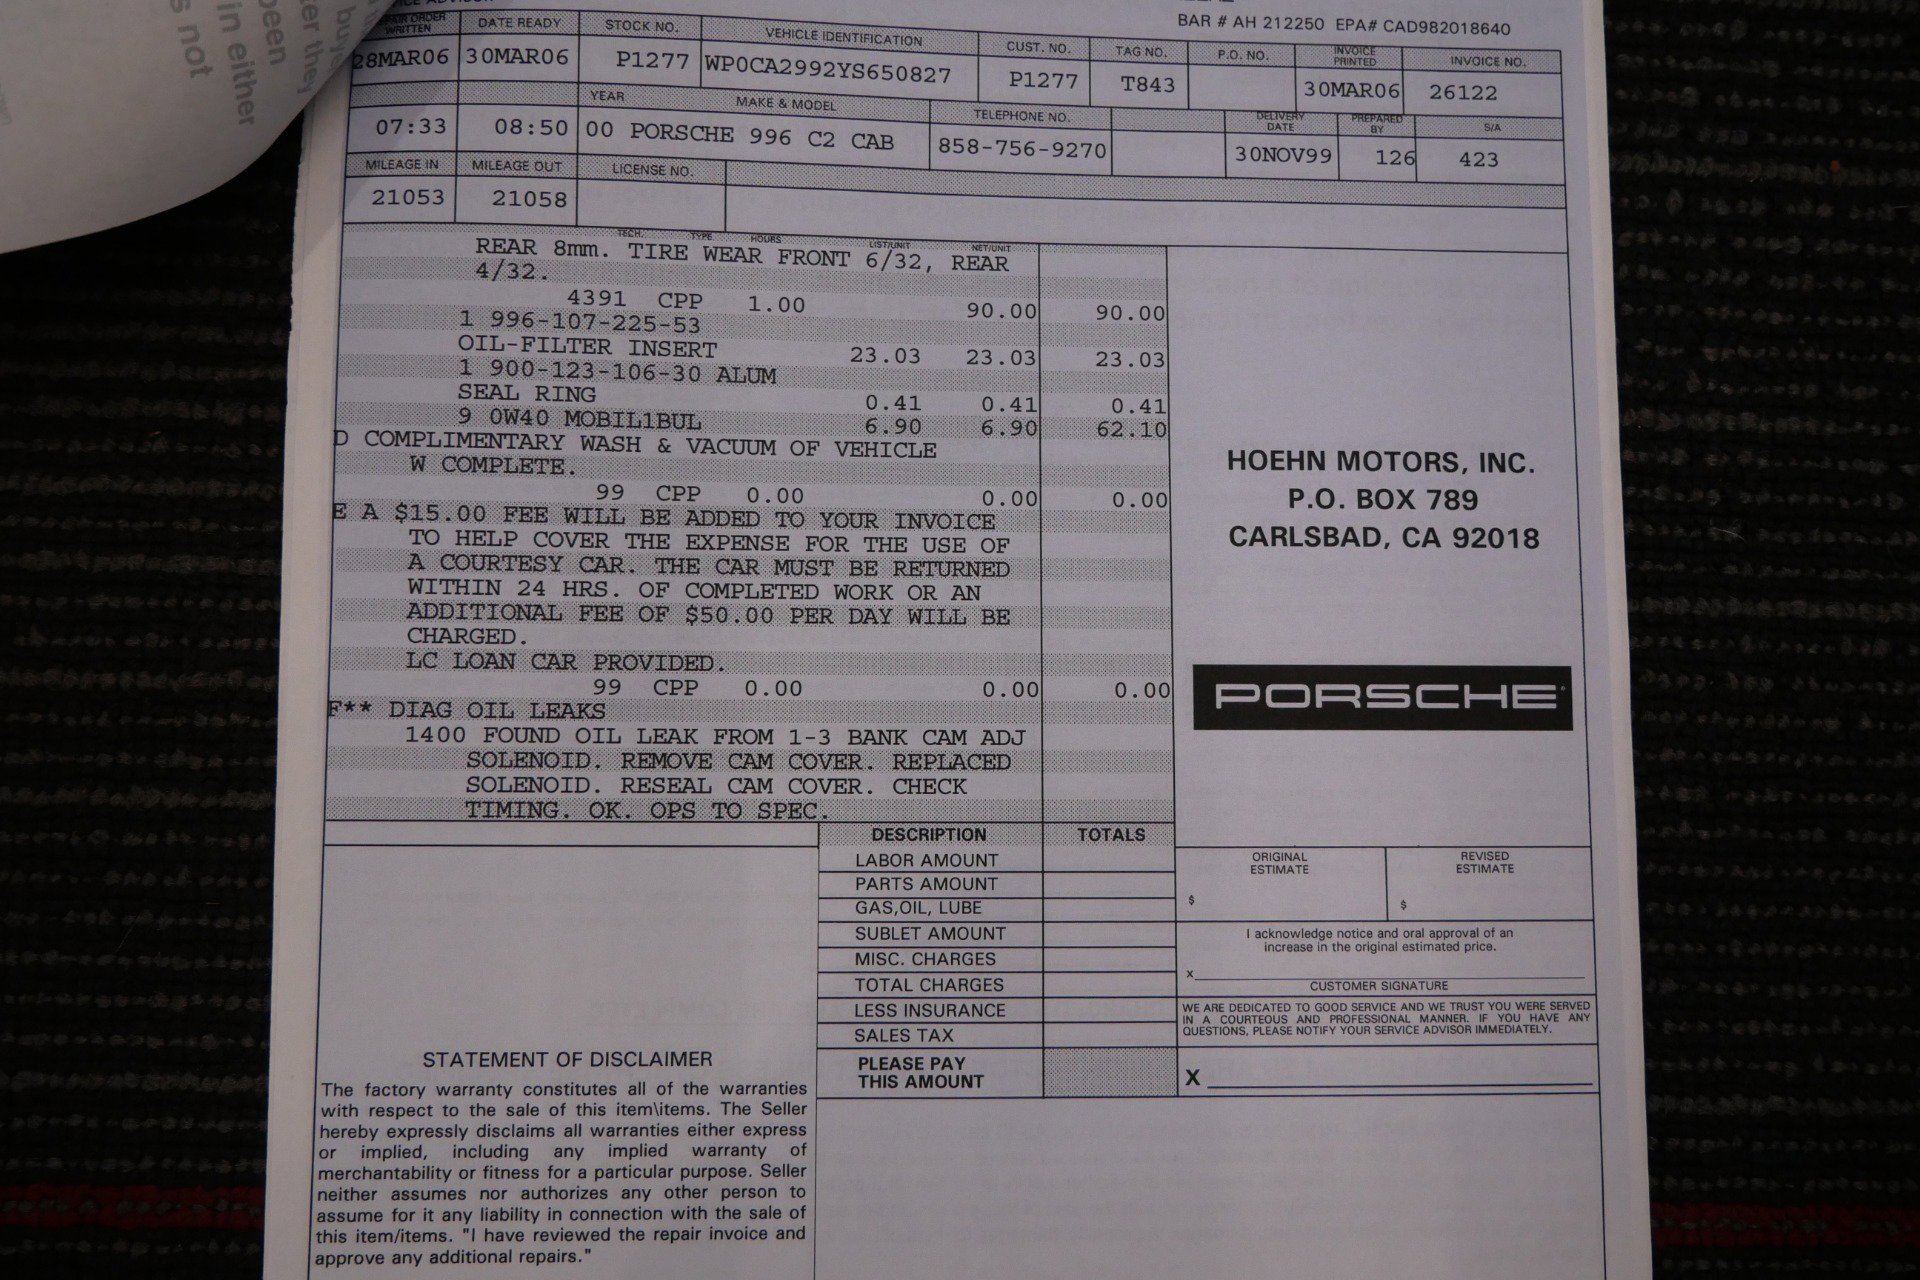 buye
er they
been
in either
s not
BAR # AH 212250 EPA# CAD982018640
WRITTEN DATE READY STOCK NO. VEHICLE IDENTIFICATION CUST. NO. TAG NO. P.O. NO. INVOICE PRINTED INVOICE NO.
28MAR06 30MAR06 P1277 WP0CA2992YS650827 P1277 T843 30MAR06 26122
YEAR MAKE & MODEL TELEPHONE NO. DELIVERY DATE PREPARED BY S/A
07:33 08:50 00 PORSCHE 996 C2 CAB 858-756-9270 30NOV99 126 423
MILEAGE IN MILEAGE OUT LICENSE NO.
21053 21058
TECH. TYPE HOURS LIST/UNIT NET/UNIT
REAR 8mm. TIRE WEAR FRONT 6/32, REAR
4/32.
4391 CPP 1.00 90.00 90.00
1 996-107-225-53
OIL-FILTER INSERT 23.03 23.03 23.03
1 900-123-106-30 ALUM
SEAL RING 0.41 0.41 0.41
9 0W40 MOBIL1BUL 6.90 6.90 62.10
D COMPLIMENTARY WASH & VACUUM OF VEHICLE
W COMPLETE.
99 CPP 0.00 0.00 0.00
E A $15.00 FEE WILL BE ADDED TO YOUR INVOICE
TO HELP COVER THE EXPENSE FOR THE USE OF
A COURTESY CAR. THE CAR MUST BE RETURNED
WITHIN 24 HRS. OF COMPLETED WORK OR AN
ADDITIONAL FEE OF $50.00 PER DAY WILL BE
CHARGED.
LC LOAN CAR PROVIDED.
99 CPP 0.00 0.00 0.00
F** DIAG OIL LEAKS
1400 FOUND OIL LEAK FROM 1-3 BANK CAM ADJ
SOLENOID. REMOVE CAM COVER. REPLACED
SOLENOID. RESEAL CAM COVER. CHECK
TIMING. OK. OPS TO SPEC.
HOEHN MOTORS, INC.
P.O. BOX 789
CARLSBAD, CA 92018
PORSCHE
DESCRIPTION TOTALS
LABOR AMOUNT
PARTS AMOUNT
GAS,OIL, LUBE
SUBLET AMOUNT
MISC. CHARGES
TOTAL CHARGES
LESS INSURANCE
SALES TAX
PLEASE PAY
THIS AMOUNT
ORIGINAL ESTIMATE REVISED ESTIMATE
$ $
I acknowledge notice and oral approval of an
increase in the original estimated price.
x
CUSTOMER SIGNATURE
WE ARE DEDICATED TO GOOD SERVICE AND WE TRUST YOU WERE SERVED
IN A COURTEOUS AND PROFESSIONAL MANNER. IF YOU HAVE ANY
QUESTIONS, PLEASE NOTIFY YOUR SERVICE ADVISOR IMMEDIATELY.
X
STATEMENT OF DISCLAIMER
The factory warranty constitutes all of the warranties
with respect to the sale of this item\items. The Seller
hereby expressly disclaims all warranties either express
or implied, including any implied warranty of
merchantability or fitness for a particular purpose. Seller
neither assumes nor authorizes any other person to
assume for it any liability in connection with the sale of
this item/items. "I have reviewed the repair invoice and
approve any additional repairs."